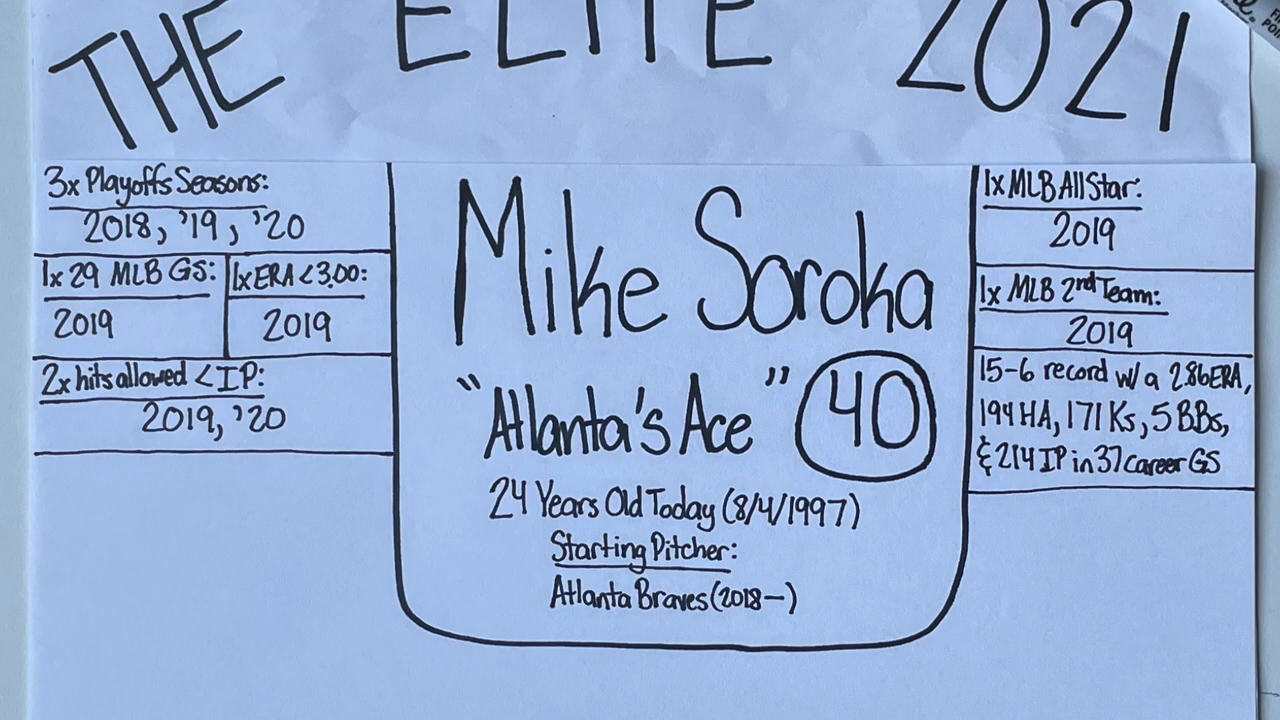 THE ELITE 2021
3x Playoffs Seasons:
2018, '19, '20
1x 29 MLB GS:
2019
1x ERA < 3.00:
2019
2x hits allowed < IP:
2019, '20
Mike Soroka
"Atlanta's Ace" 40
24 Years Old Today (8/4/1997)
Starting Pitcher:
Atlanta Braves (2018—)
1x MLB All Star:
2019
1x MLB 2nd Team:
2019
15-6 record w/ a 2.86 ERA,
194 HA, 171 Ks, 5 BBs,
& 214 IP in 37 career GS